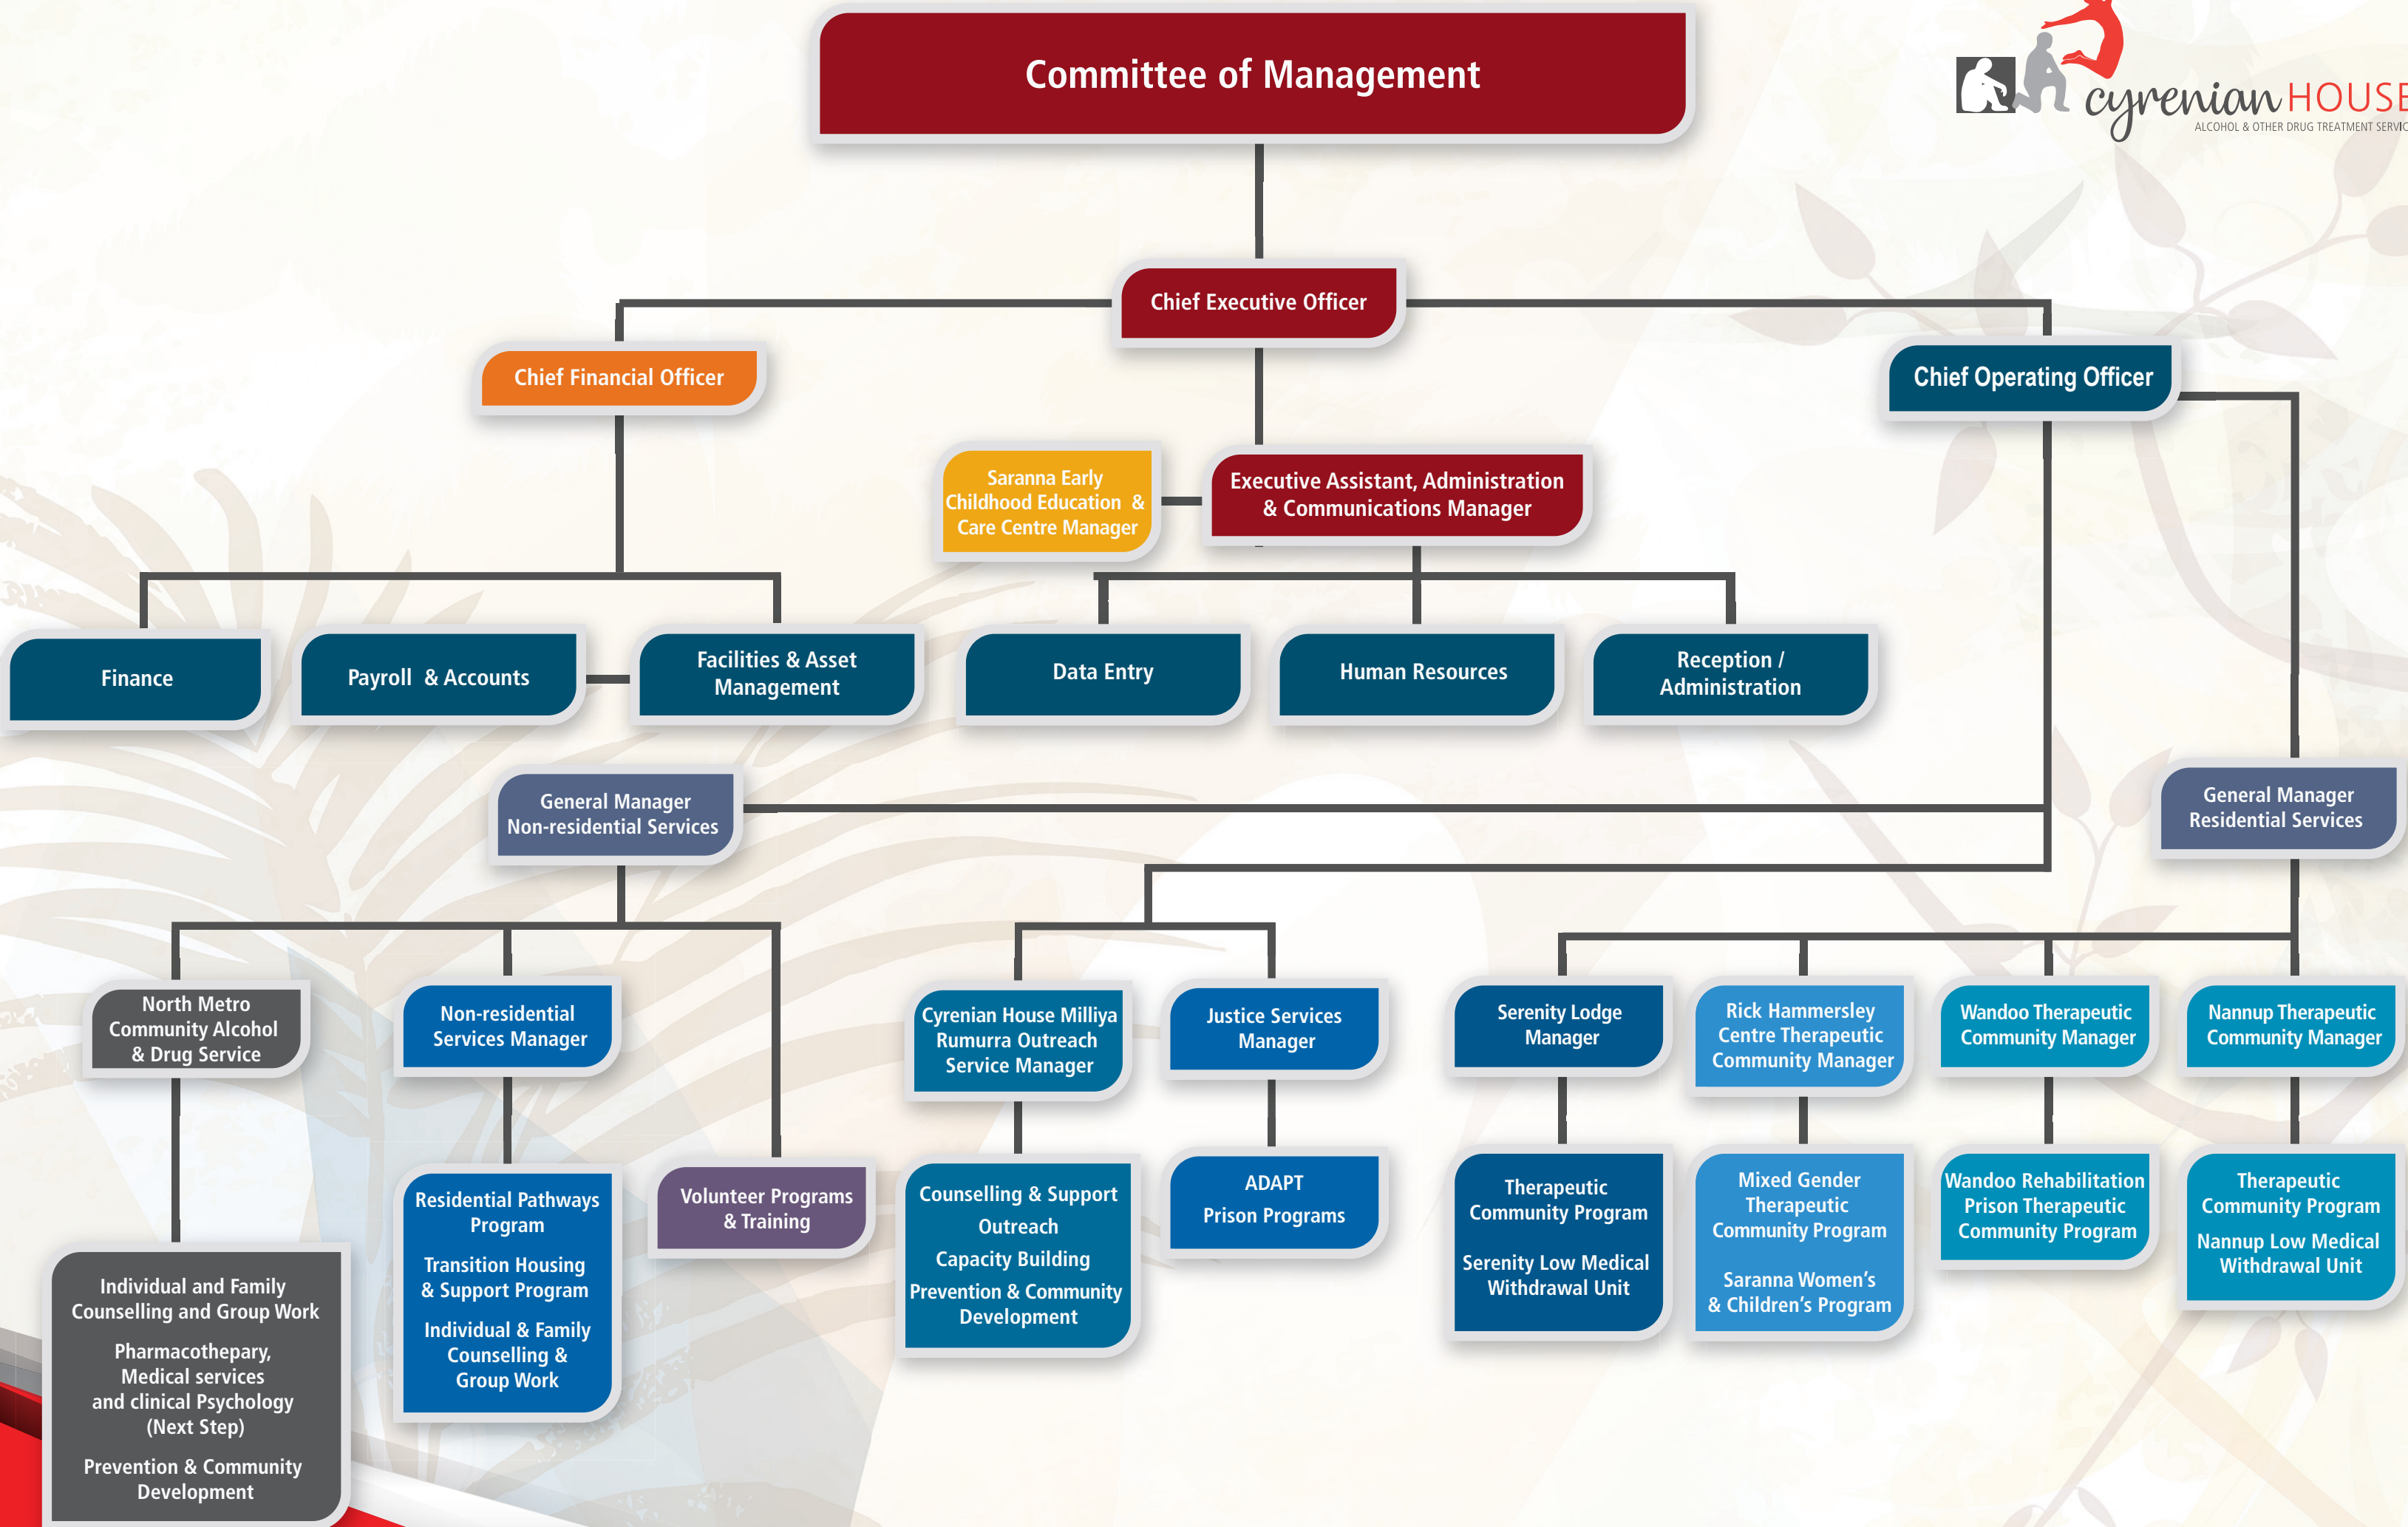 Committee of Management
cyrenian HOUSE
ALCOHOL & OTHER DRUG TREATMENT
Chief Executive Officer
Chief Financial Officer
Chief Operating Officer
Saranna Early
Childhood Education &
Care Centre Manager
Executive Assistant, Administration
& Communications Manager
Finance
Payroll & Accounts
Facilities & Asset
Management
Data Entry
Human Resources
Reception /
Administration
General Manager
Non-residential Services
General Manager
Residential Services
North Metro
Community Alcohol
& Drug Service
Non-residential
Services Manager
Cyrenian House Milliya
Rumurra Outreach
Service Manager
Justice Services
Manager
Serenity Lodge
Manager
Rick Hammersley
Centre Therapeutic
Community Manager
Wandoo Therapeutic
Community Manager
Nannup Therapeutic
Community Manager
Individual and Family
Counselling and Group Work
Pharmacothepary,
Medical services
and clinical Psychology
(Next Step)
Prevention & Community
Development
Residential Pathways
Program
Transition Housing
& Support Program
Individual & Family
Counselling &
Group Work
Volunteer Programs
& Training
Counselling & Support
Outreach
Capacity Building
Prevention & Community
Development
ADAPT
Prison Programs
Therapeutic
Community Program
Serenity Low Medical
Withdrawal Unit
Mixed Gender
Therapeutic
Community Program
Saranna Women's
& Children's Program
Wandoo Rehabilitation
Prison Therapeutic
Community Program
Therapeutic
Community Program
Nannup Low Medical
Withdrawal Unit